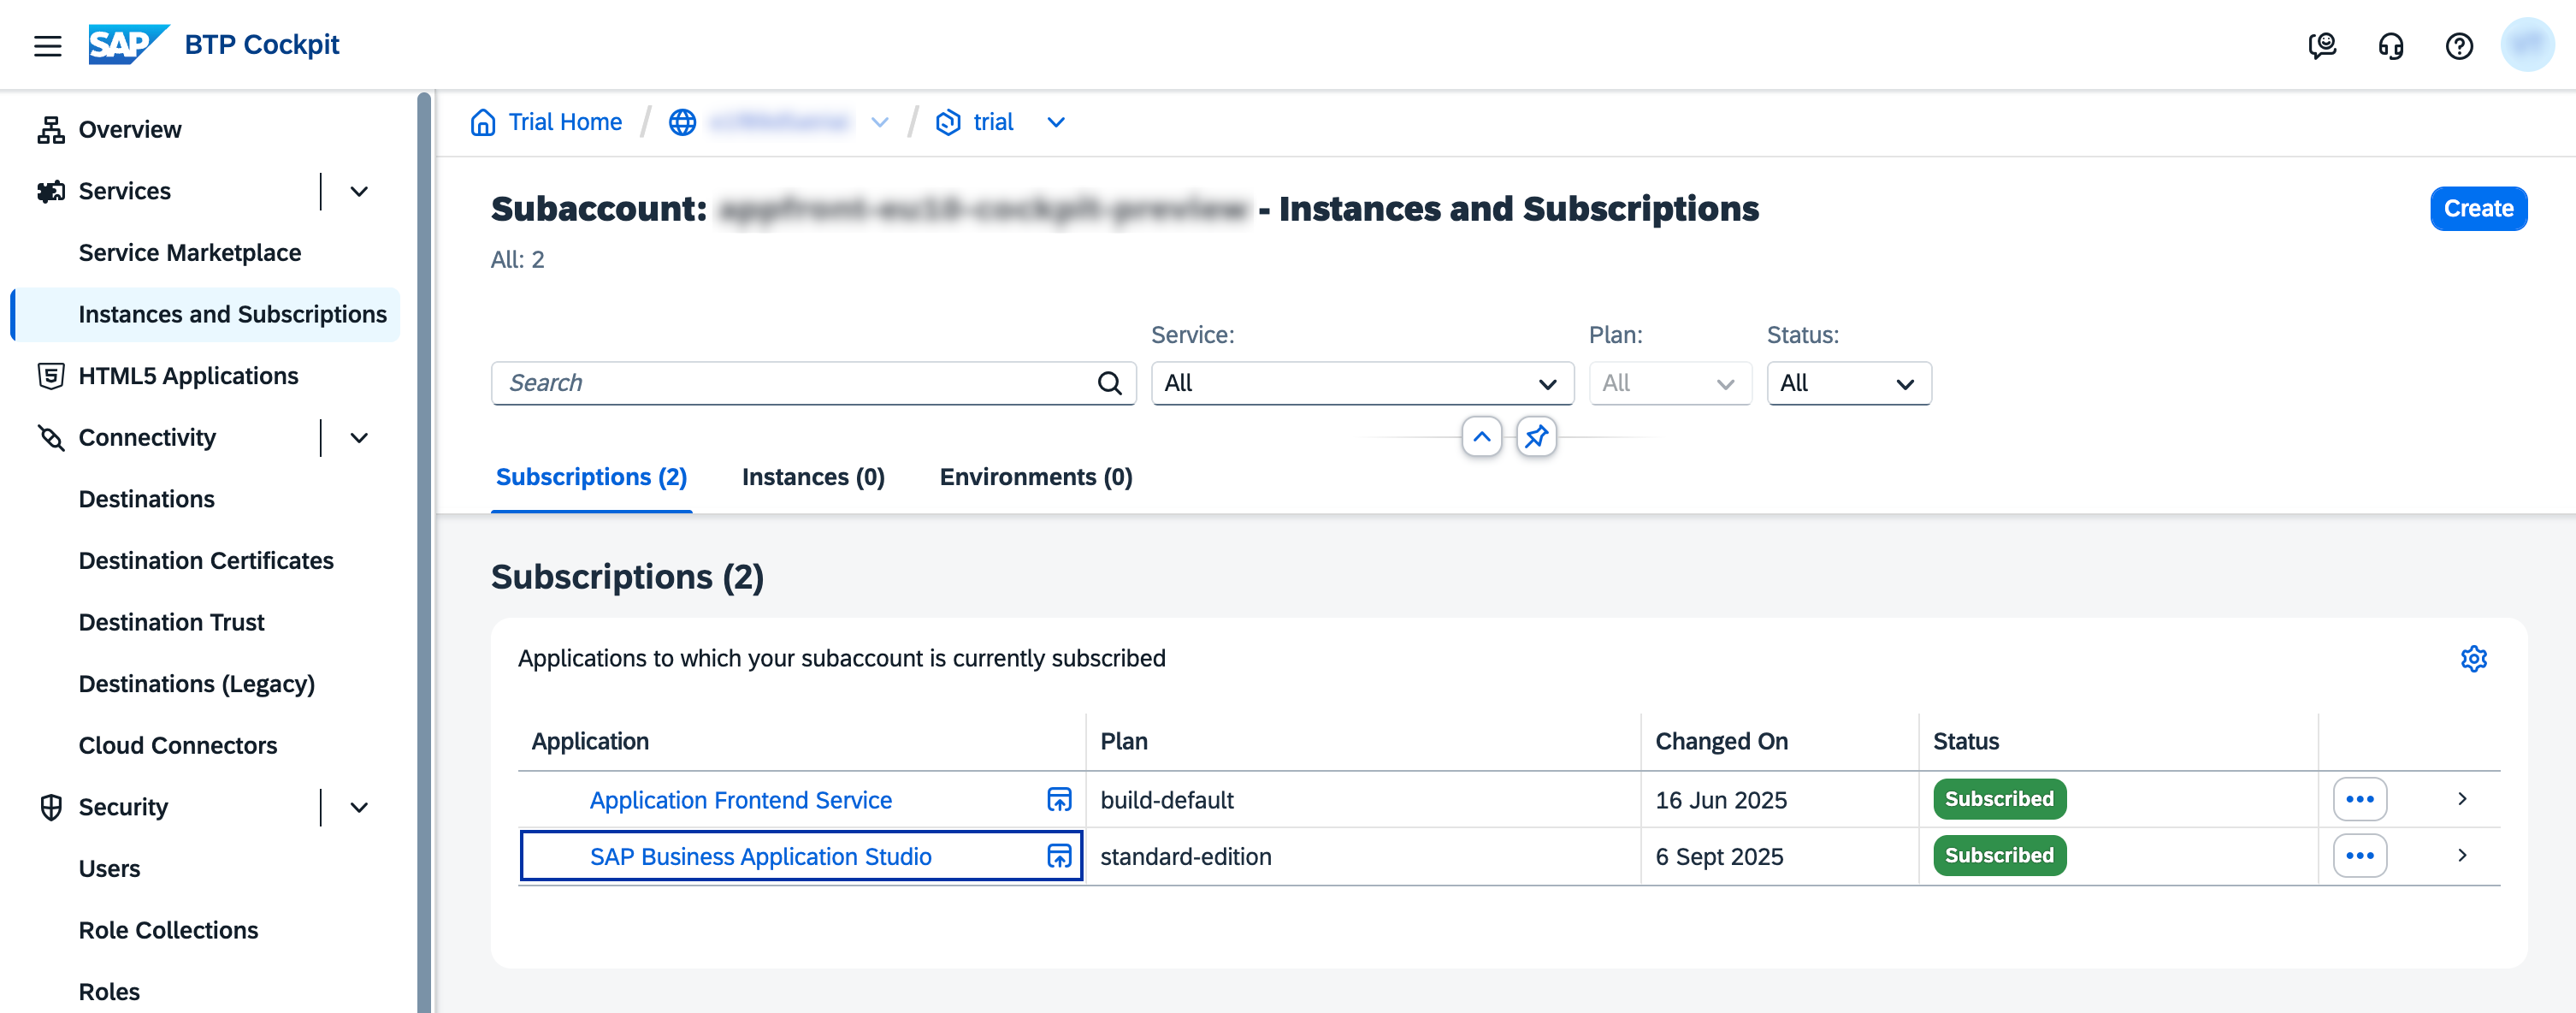 SAP BTP Cockpit
Overview
Services
Service Marketplace
Instances and Subscriptions
HTML5 Applications
Connectivity
Destinations
Destination Certificates
Destination Trust
Destinations (Legacy)
Cloud Connectors
Security
Users
Role Collections
Roles
Trial Home / / trial
Subaccount: - Instances and Subscriptions
Create
All: 2
Service: Plan: Status:
Search All All All
Subscriptions (2) Instances (0) Environments (0)
Subscriptions (2)
Applications to which your subaccount is currently subscribed
Application Plan Changed On Status
Application Frontend Service build-default 16 Jun 2025 Subscribed
SAP Business Application Studio standard-edition 6 Sept 2025 Subscribed